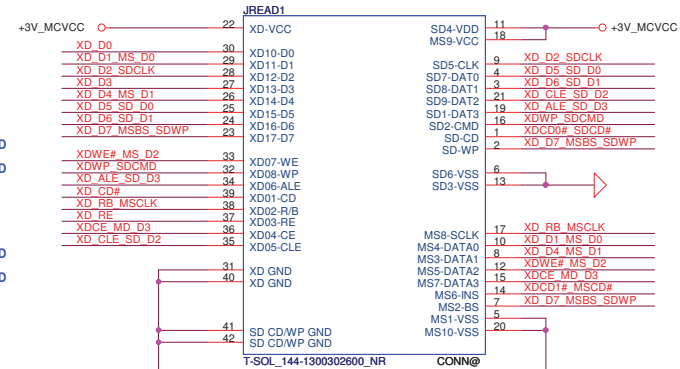 JREAD1
+3V_MCVCC 22 XD-VCC SD4-VDD 11 +3V_MCVCC
MS9-VCC 18
XD_D0 30 XD10-D0
XD_D1_MS_D0 29 XD11-D1 SD5-CLK 9 XD_D2_SDCLK
XD_D2_SDCLK 28 XD12-D2 SD7-DAT0 4 XD_D5_SD_D0
XD_D3 27 XD13-D3 SD8-DAT1 3 XD_D6_SD_D1
XD_D4_MS_D1 26 XD14-D4 SD9-DAT2 21 XD_CLE_SD_D2
XD_D5_SD_D0 25 XD15-D5 SD1-DAT3 19 XD_ALE_SD_D3
XD_D6_SD_D1 24 XD16-D6 SD2-CMD 16 XDWP_SDCMD
XD_D7_MSBS_SDWP 23 XD17-D7 SD-CD 1 XDCD0#_SDCD#
D SD-WP 2 XD_D7_MSBS_SDWP
XDWE#_MS_D2 33 XD07-WE
D XDWP_SDCMD 32 XD08-WP SD6-VSS 6
XD_ALE_SD_D3 34 XD06-ALE SD3-VSS 13
XD_CD# 39 XD01-CD
XD_RB_MSCLK 38 XD02-R/B
XD_RE 37 XD03-RE
XDCE_MD_D3 36 XD04-CE MS8-SCLK 17 XD_RB_MSCLK
XD_CLE_SD_D2 35 XD05-CLE MS4-DATA0 10 XD_D1_MS_D0
D MS3-DATA1 8 XD_D4_MS_D1
31 XD GND MS5-DATA2 12 XDWE#_MS_D2
D 40 XD GND MS7-DATA3 15 XDCE_MD_D3
MS6-INS 14 XDCD1#_MSCD#
MS2-BS 7 XD_D7_MSBS_SDWP
MS1-VSS 5
41 SD CD/WP GND MS10-VSS 20
42 SD CD/WP GND
T-SOL_144-1300302600_NR CONN@